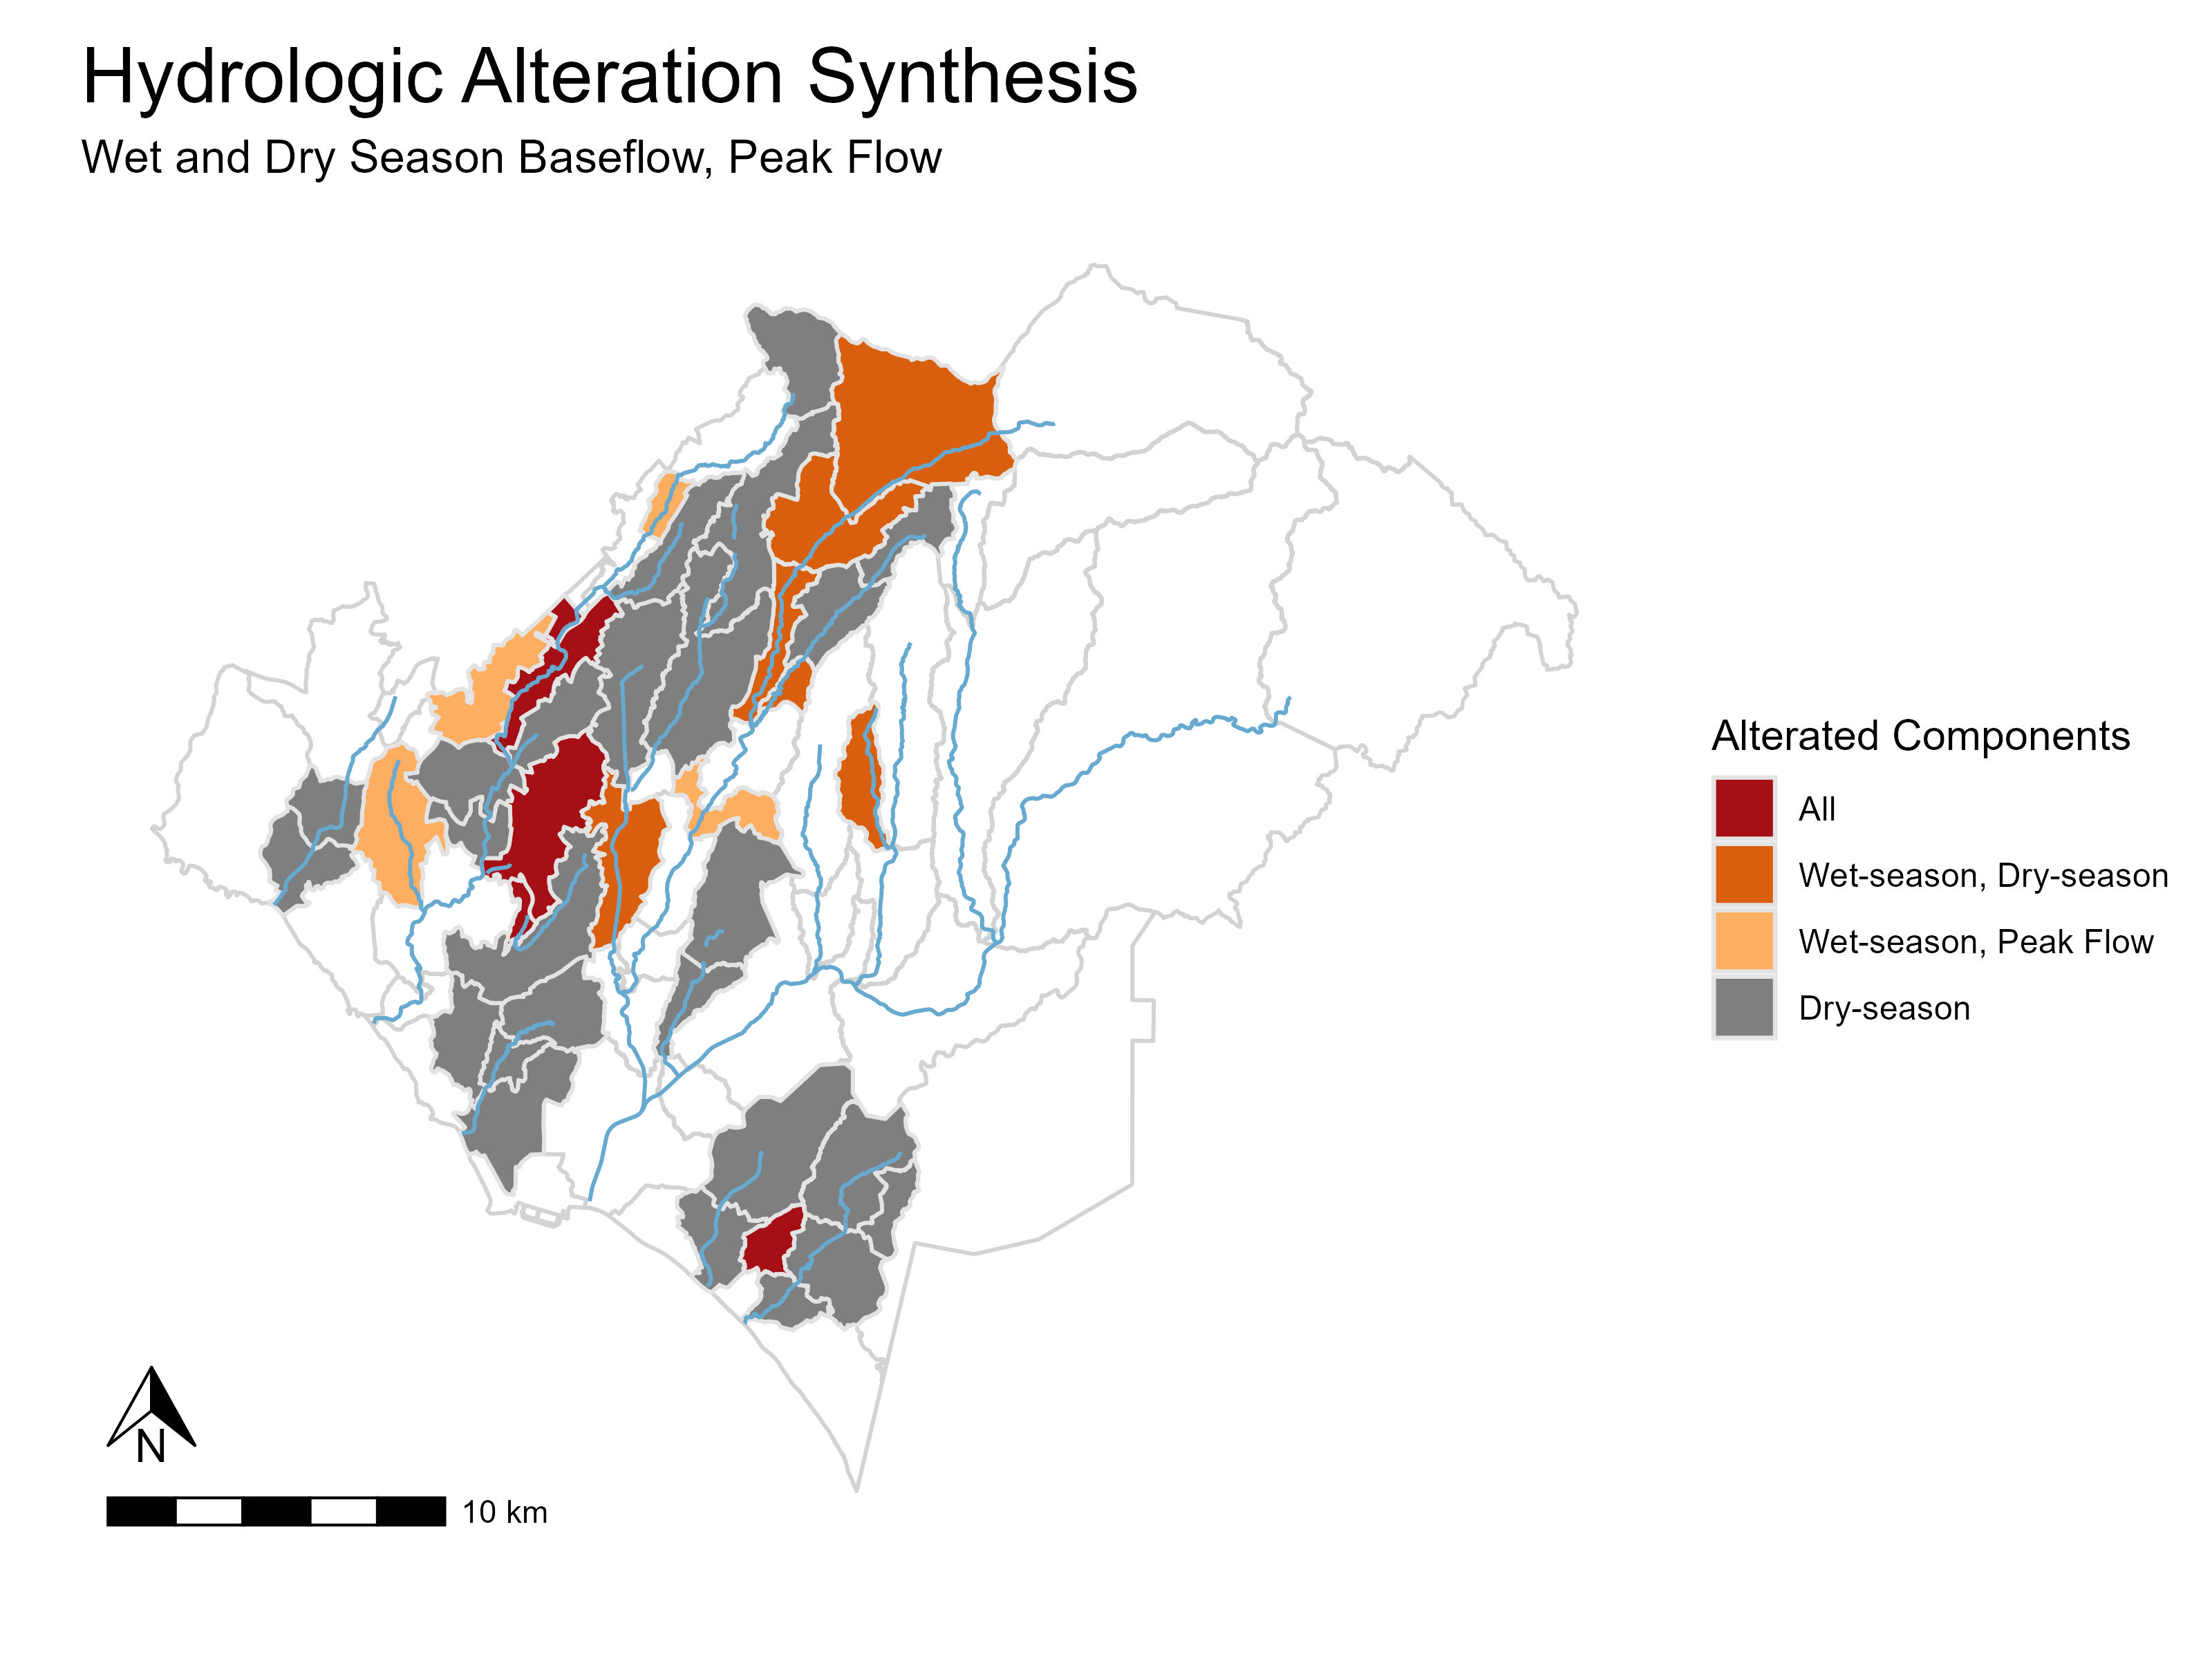 Hydrologic Alteration Synthesis
Wet and Dry Season Baseflow, Peak Flow
Alterated Components
All
Wet-season, Dry-season
Wet-season, Peak Flow
Dry-season
N
10 km